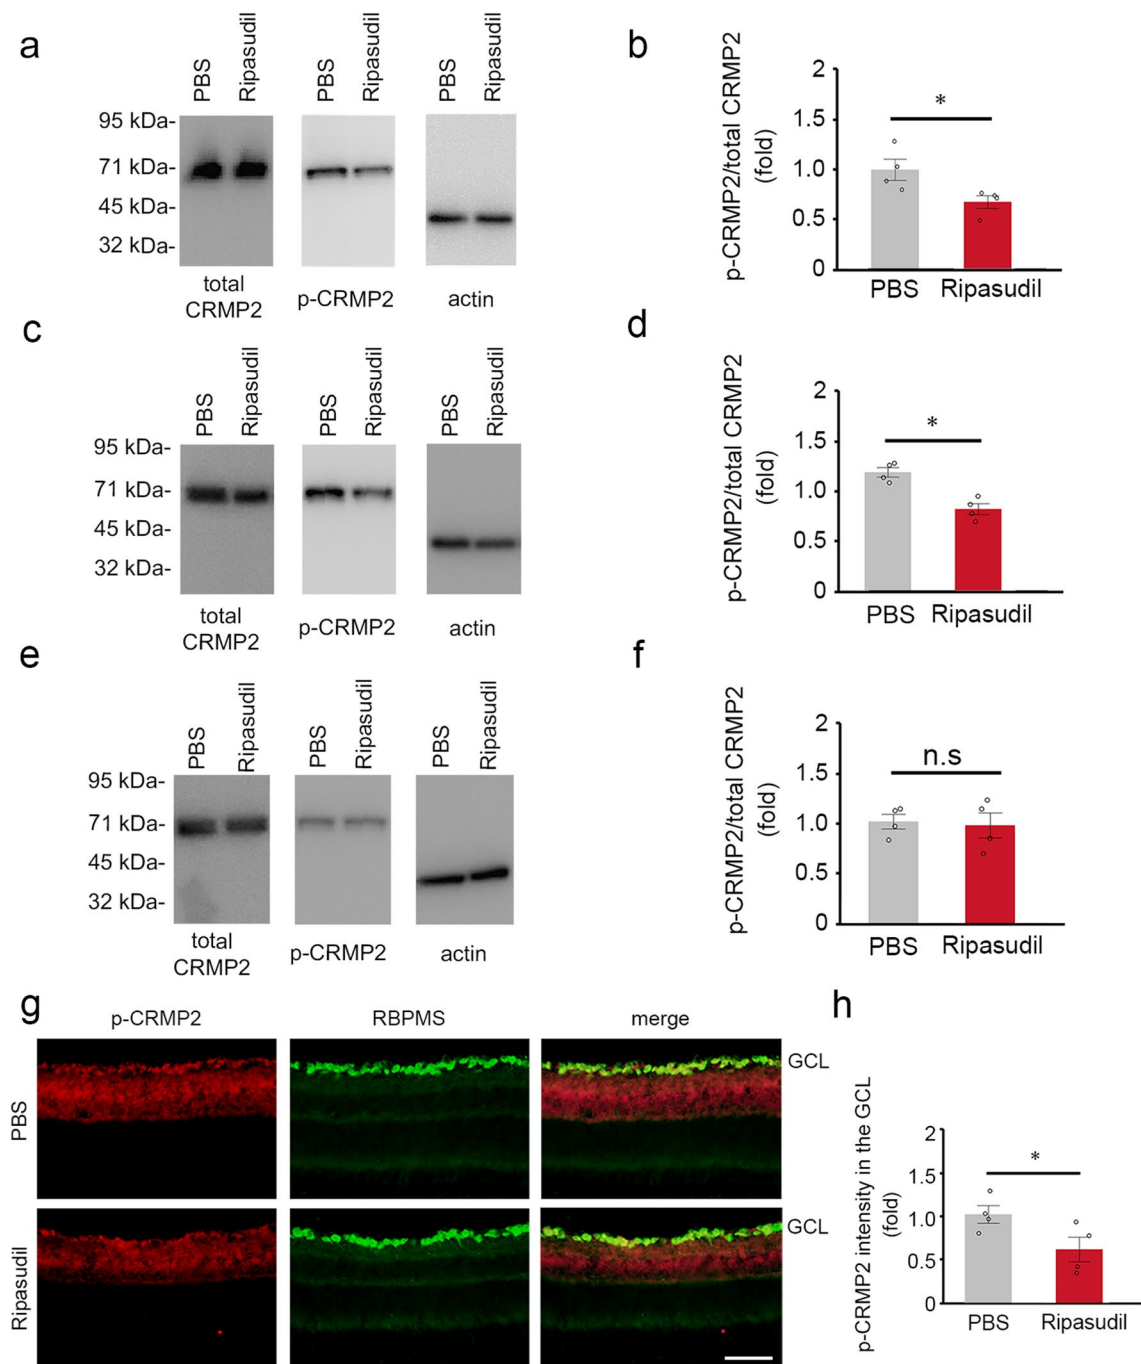 a
PBS
Ripasudil
PBS
Ripasudil
PBS
Ripasudil
95 kDa-
71 kDa-
45 kDa-
32 kDa-
total
CRMP2
p-CRMP2
actin
b
p-CRMP2/total CRMP2
(fold)
2
1.5
1.0
0.5
0
*
PBS
Ripasudil
c
PBS
Ripasudil
PBS
Ripasudil
PBS
Ripasudil
95 kDa-
71 kDa-
45 kDa-
32 kDa-
total
CRMP2
p-CRMP2
actin
d
p-CRMP2/total CRMP2
(fold)
2
1.5
1.0
0.5
0
*
PBS
Ripasudil
e
PBS
Ripasudil
PBS
Ripasudil
PBS
Ripasudil
95 kDa-
71 kDa-
45 kDa-
32 kDa-
total
CRMP2
p-CRMP2
actin
f
p-CRMP2/total CRMP2
(fold)
2
1.5
1.0
0.5
0
n.s
PBS
Ripasudil
g
p-CRMP2
RBPMS
merge
PBS
GCL
Ripasudil
GCL
h
p-CRMP2 intensity in the GCL
(fold)
2
1.5
1.0
0.5
0
*
PBS
Ripasudil